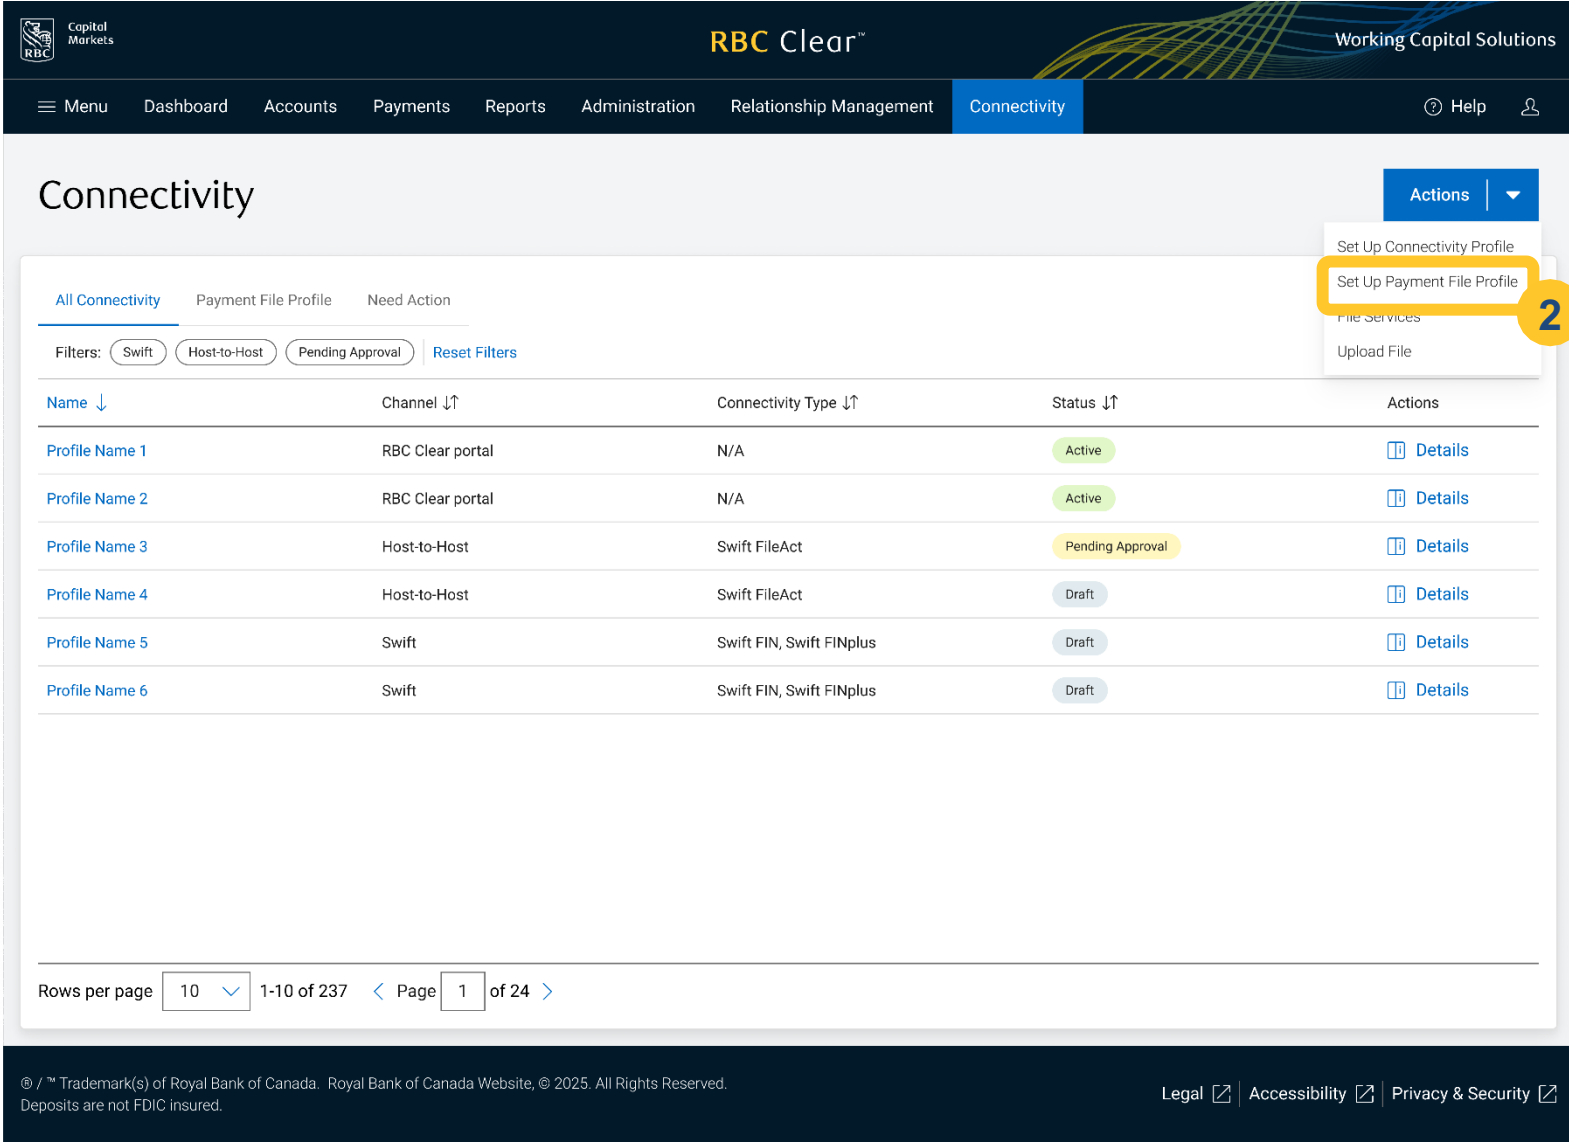 Capital
Markets
RBC
RBC Clear™
Working Capital Solutions
Menu Dashboard Accounts Payments Reports Administration Relationship Management Connectivity Help
Connectivity
Actions
Set Up Connectivity Profile
Set Up Payment File Profile
2
File Services
Upload File
All Connectivity Payment File Profile Need Action
Filters: Swift Host-to-Host Pending Approval Reset Filters
Name Channel Connectivity Type Status Actions
Profile Name 1 RBC Clear portal N/A Active Details
Profile Name 2 RBC Clear portal N/A Active Details
Profile Name 3 Host-to-Host Swift FileAct Pending Approval Details
Profile Name 4 Host-to-Host Swift FileAct Draft Details
Profile Name 5 Swift Swift FIN, Swift FINplus Draft Details
Profile Name 6 Swift Swift FIN, Swift FINplus Draft Details
Rows per page 10 1-10 of 237 Page 1 of 24
® / ™ Trademark(s) of Royal Bank of Canada. Royal Bank of Canada Website, © 2025. All Rights Reserved.
Deposits are not FDIC insured.
Legal Accessibility Privacy & Security